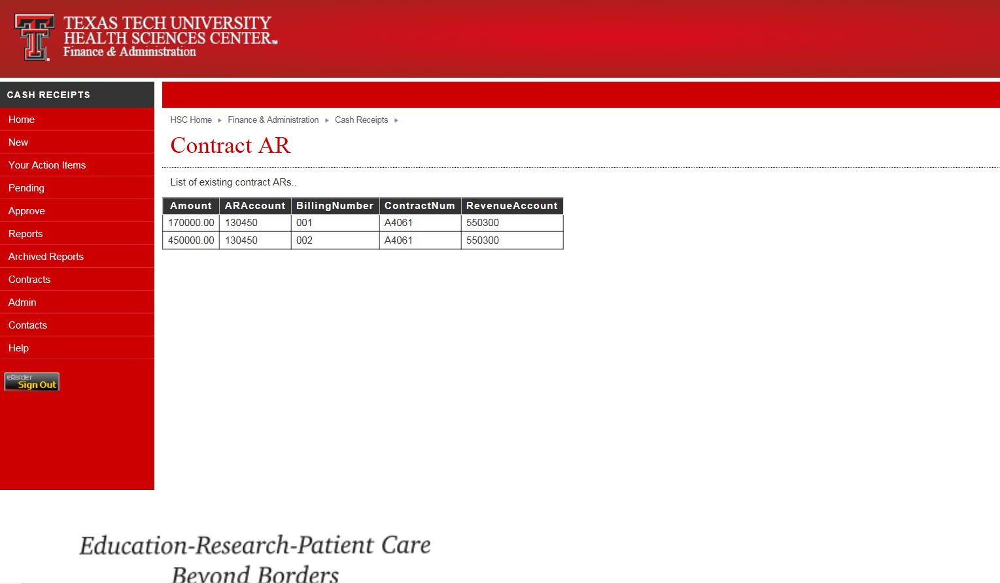 TEXAS TECH UNIVERSITY
HEALTH SCIENCES CENTER™
Finance & Administration
CASH RECEIPTS
Home
New
Your Action Items
Pending
Approve
Reports
Archived Reports
Contracts
Admin
Contacts
Help
eRaider
Sign Out
HSC Home Finance & Administration Cash Receipts
Contract AR
List of existing contract ARs..
Amount ARAccount BillingNumber ContractNum RevenueAccount
170000.00 130450 001 A4061 550300
450000.00 130450 002 A4061 550300
Education-Research-Patient Care
Beyond Borders